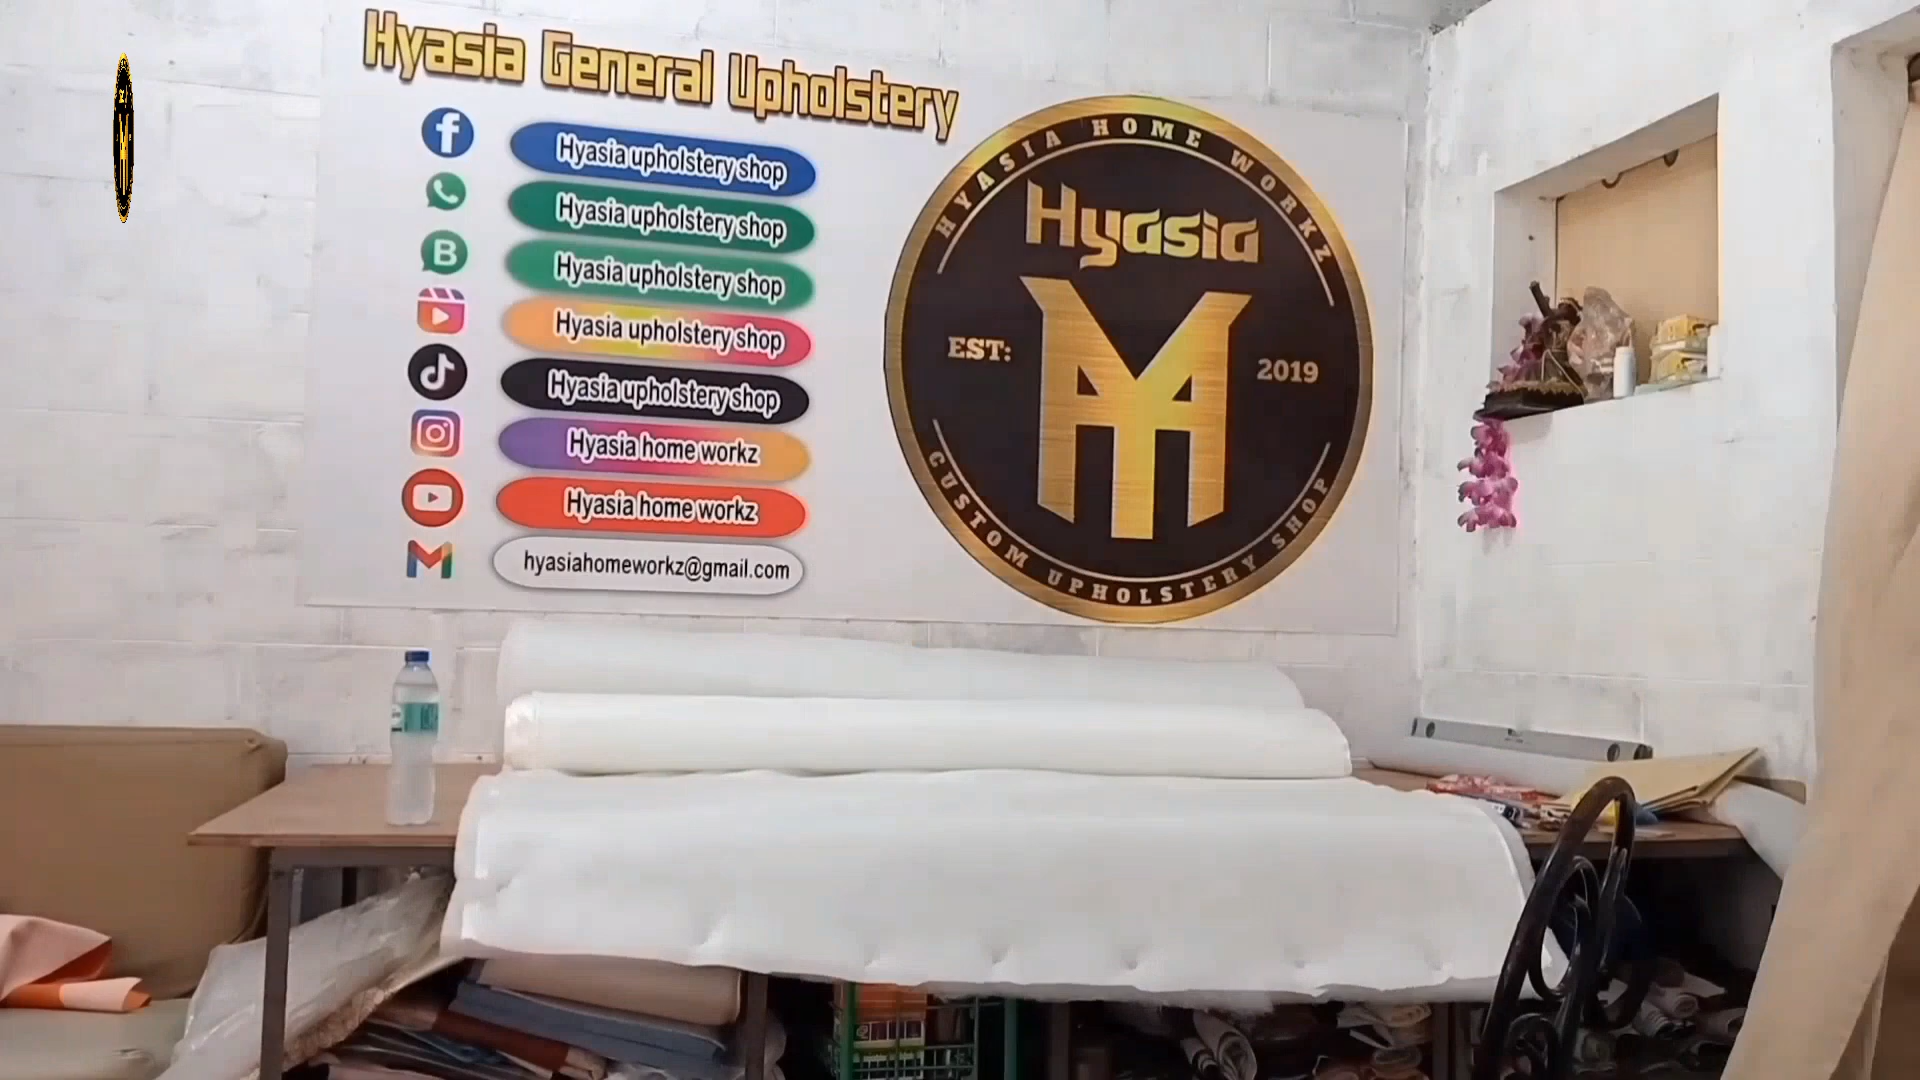 Hyasia General Upholstery
Hyasia upholstery shop
Hyasia upholstery shop
B
Hyasia upholstery shop
Hyasia upholstery shop
Hyasia upholstery shop
Hyasia home workz
Hyasia home workz
hyasiahomeworkz@gmail.com
HYASIA HOME WORKZ
Hyasia
EST:
2019
CUSTOM UPHOLSTERY SHOP